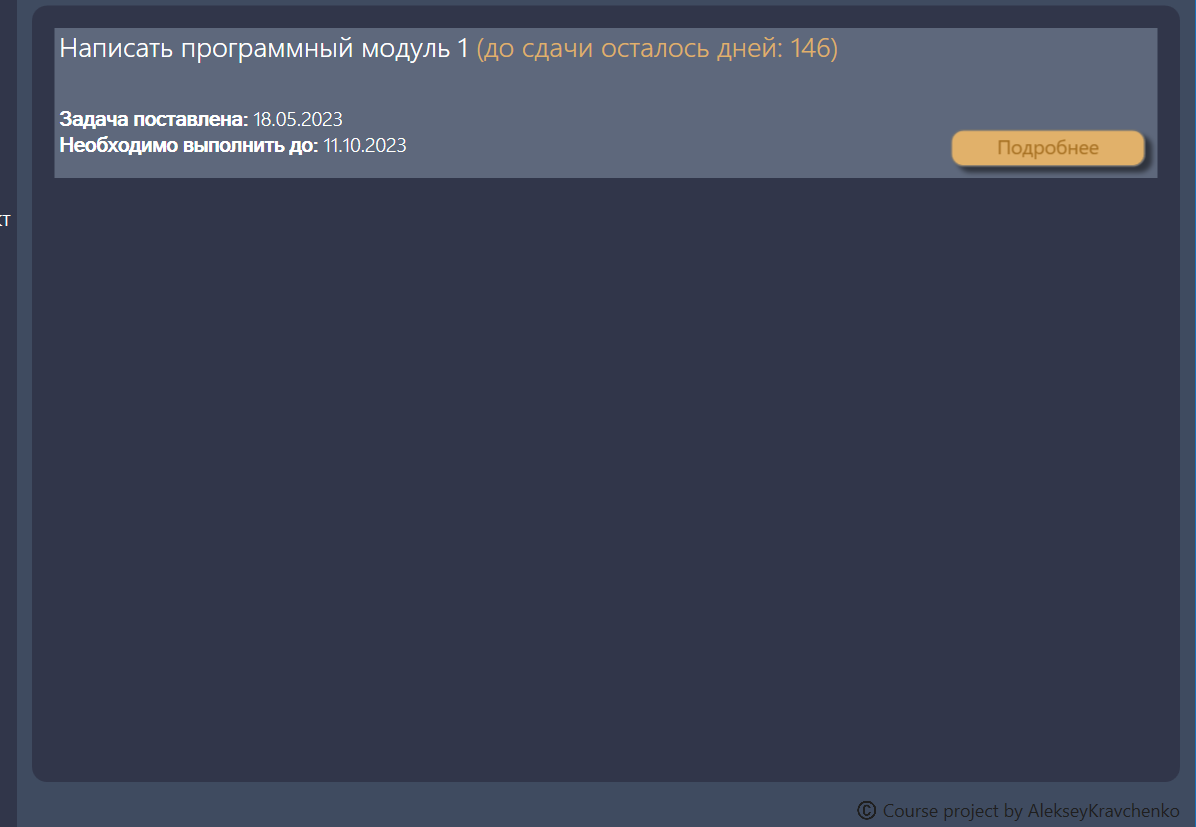 Написать программный модуль 1 (до сдачи осталось дней: 146)
Задача поставлена: 18.05.2023
Необходимо выполнить до: 11.10.2023
Подробнее
© Course project by AlekseyKravchenko